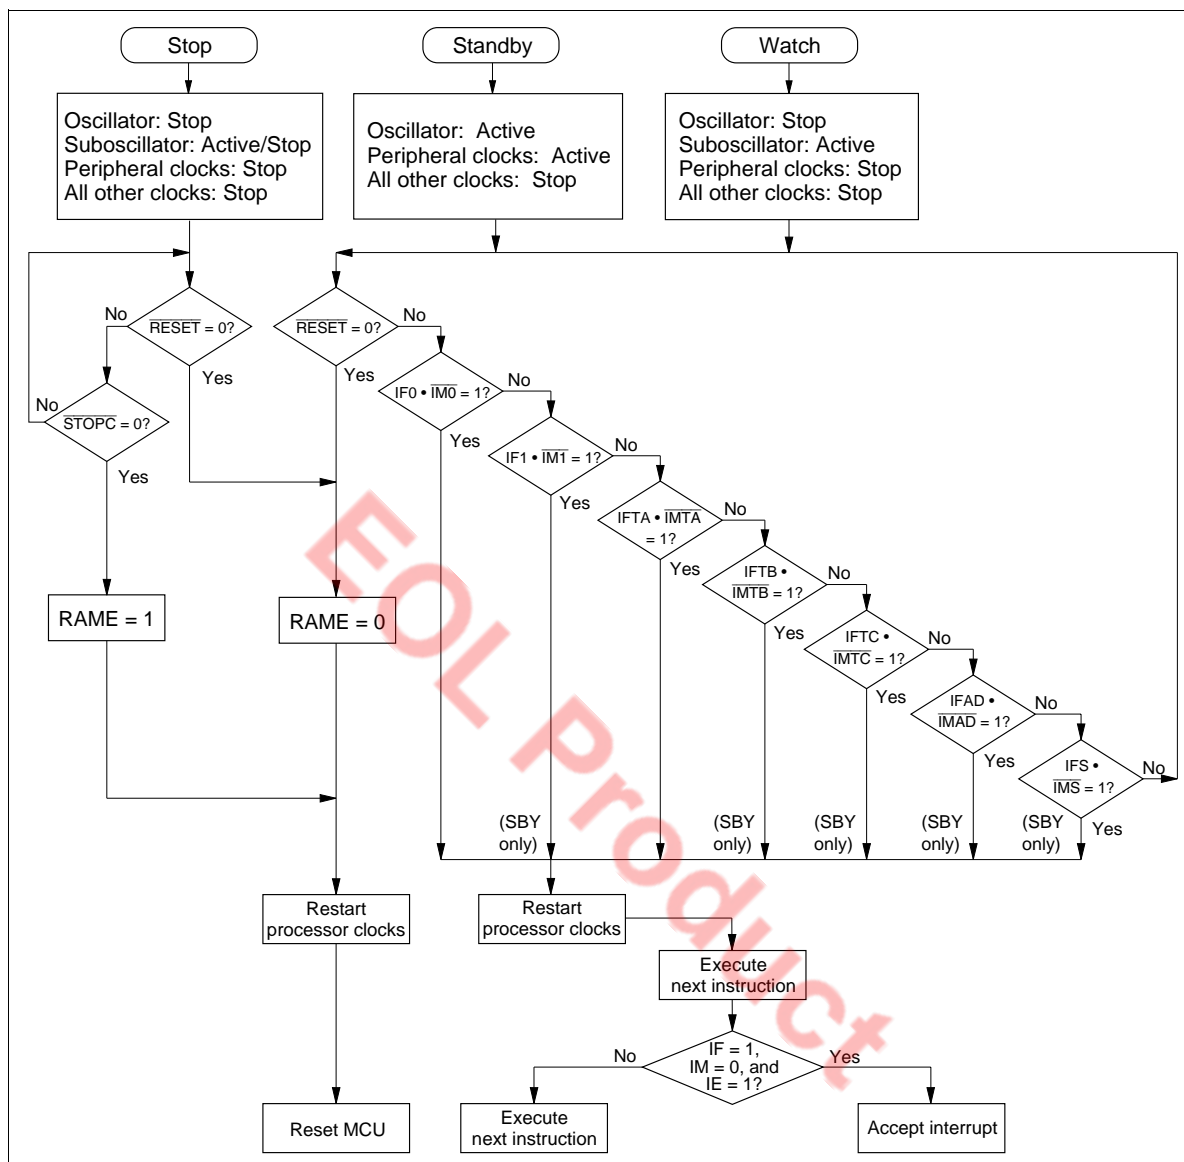 Stop
Standby
Watch
Oscillator: Stop
Suboscillator: Active/Stop
Peripheral clocks: Stop
All other clocks: Stop
Oscillator: Active
Peripheral clocks: Active
All other clocks: Stop
Oscillator: Stop
Suboscillator: Active
Peripheral clocks: Stop
All other clocks: Stop
No
RESET = 0?
Yes
No
STOPC = 0?
Yes
RAME = 1
RESET = 0?
No
Yes
RAME = 0
IF0 • IM0 = 1?
No
Yes
IF1 • IM1 = 1?
No
Yes
IFTA • IMTA
= 1?
No
Yes
IFTB •
IMTB = 1?
No
Yes
IFTC •
IMTC = 1?
No
Yes
IFAD •
IMAD = 1?
No
Yes
IFS •
IMS = 1?
No
Yes
(SBY
only)
(SBY
only)
(SBY
only)
(SBY
only)
(SBY
only)
Restart
processor clocks
Restart
processor clocks
Execute
next instruction
IF = 1,
IM = 0, and
IE = 1?
No
Yes
Reset MCU
Execute
next instruction
Accept interrupt
EOL Product